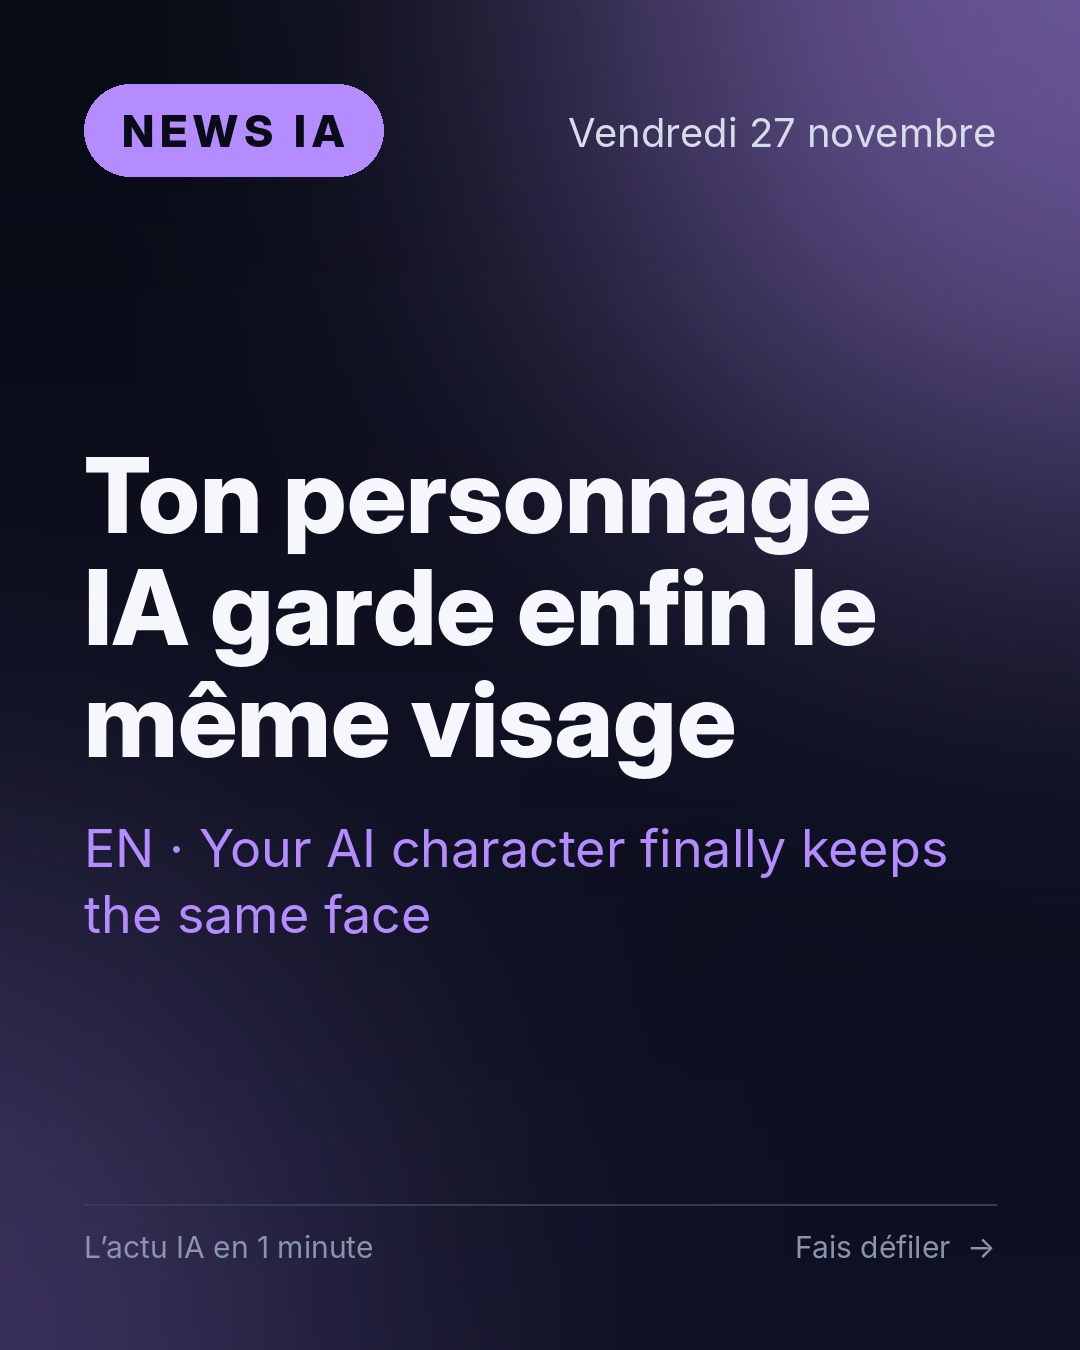 NEWS IA
Vendredi 27 novembre
Ton personnage
IA garde enfin le
même visage
EN · Your AI character finally keeps
the same face
L’actu IA en 1 minute
Fais défiler →